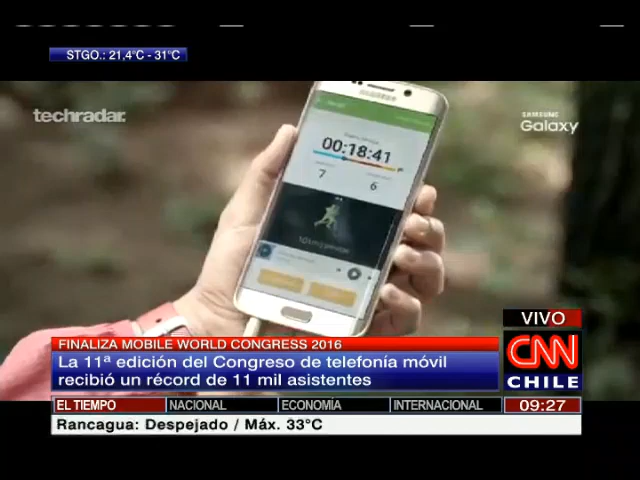 STGO.: 21,4°C - 31°C
techradar.
SAMSUNG
Galaxy
SAMSUNG
00:18:41
7
6
VIVO
CNN
CHILE
FINALIZA MOBILE WORLD CONGRESS 2016
La 11ª edición del Congreso de telefonía móvil
recibió un récord de 11 mil asistentes
EL TIEMPO
NACIONAL
ECONOMÍA
INTERNACIONAL
09:27
Rancagua: Despejado / Máx. 33°C